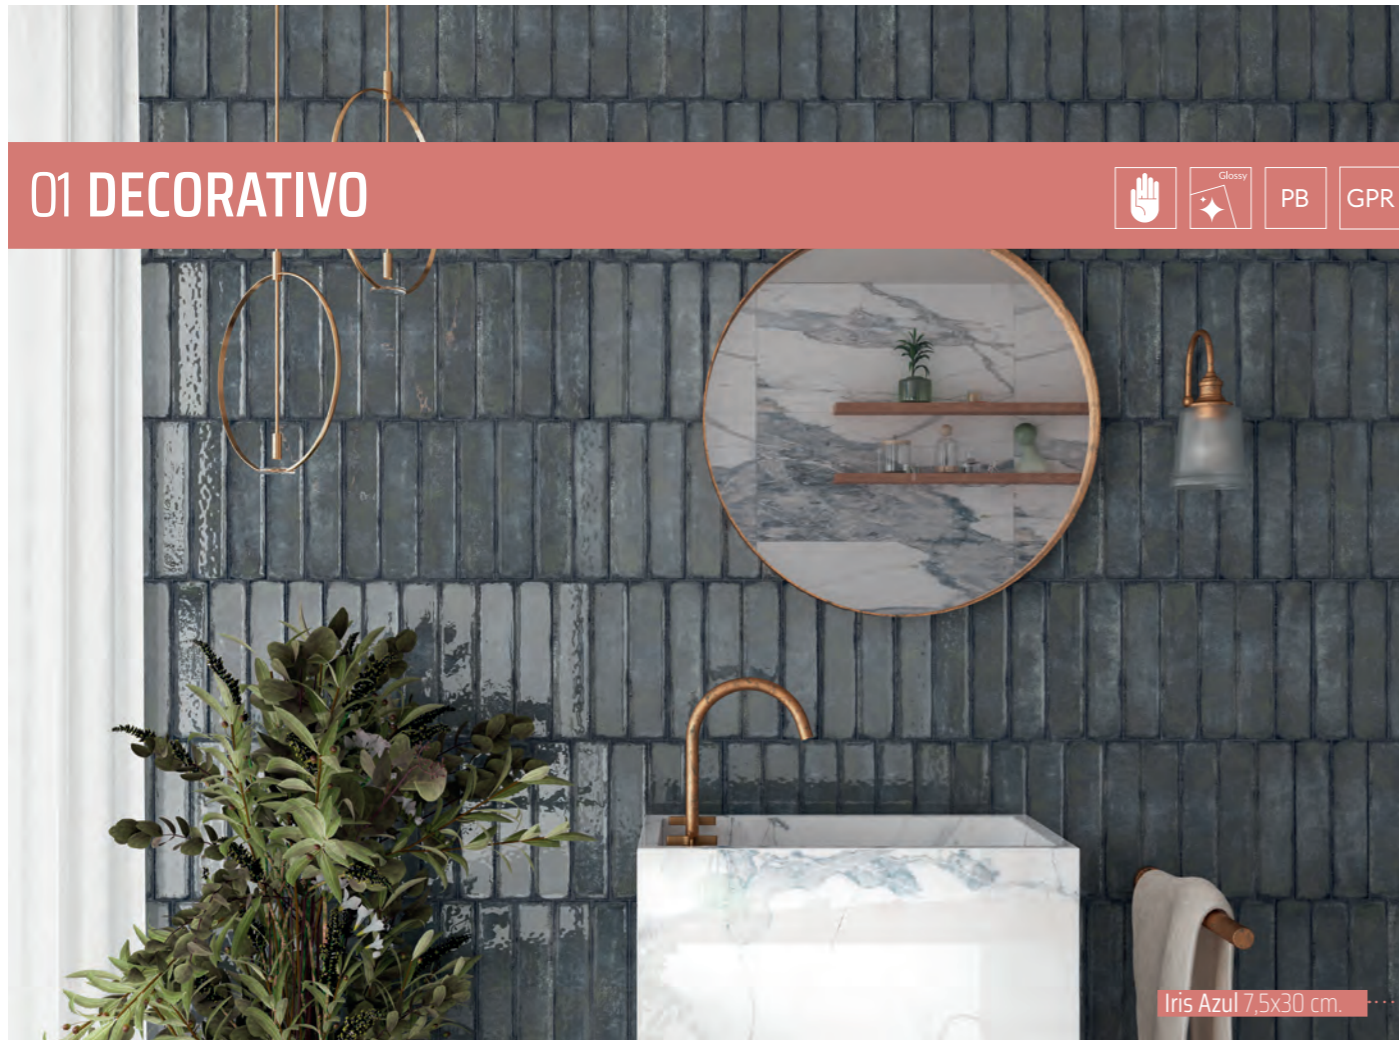 01 DECORATIVO
Glossy
PB
GPR
Iris Azul 7,5x30 cm.